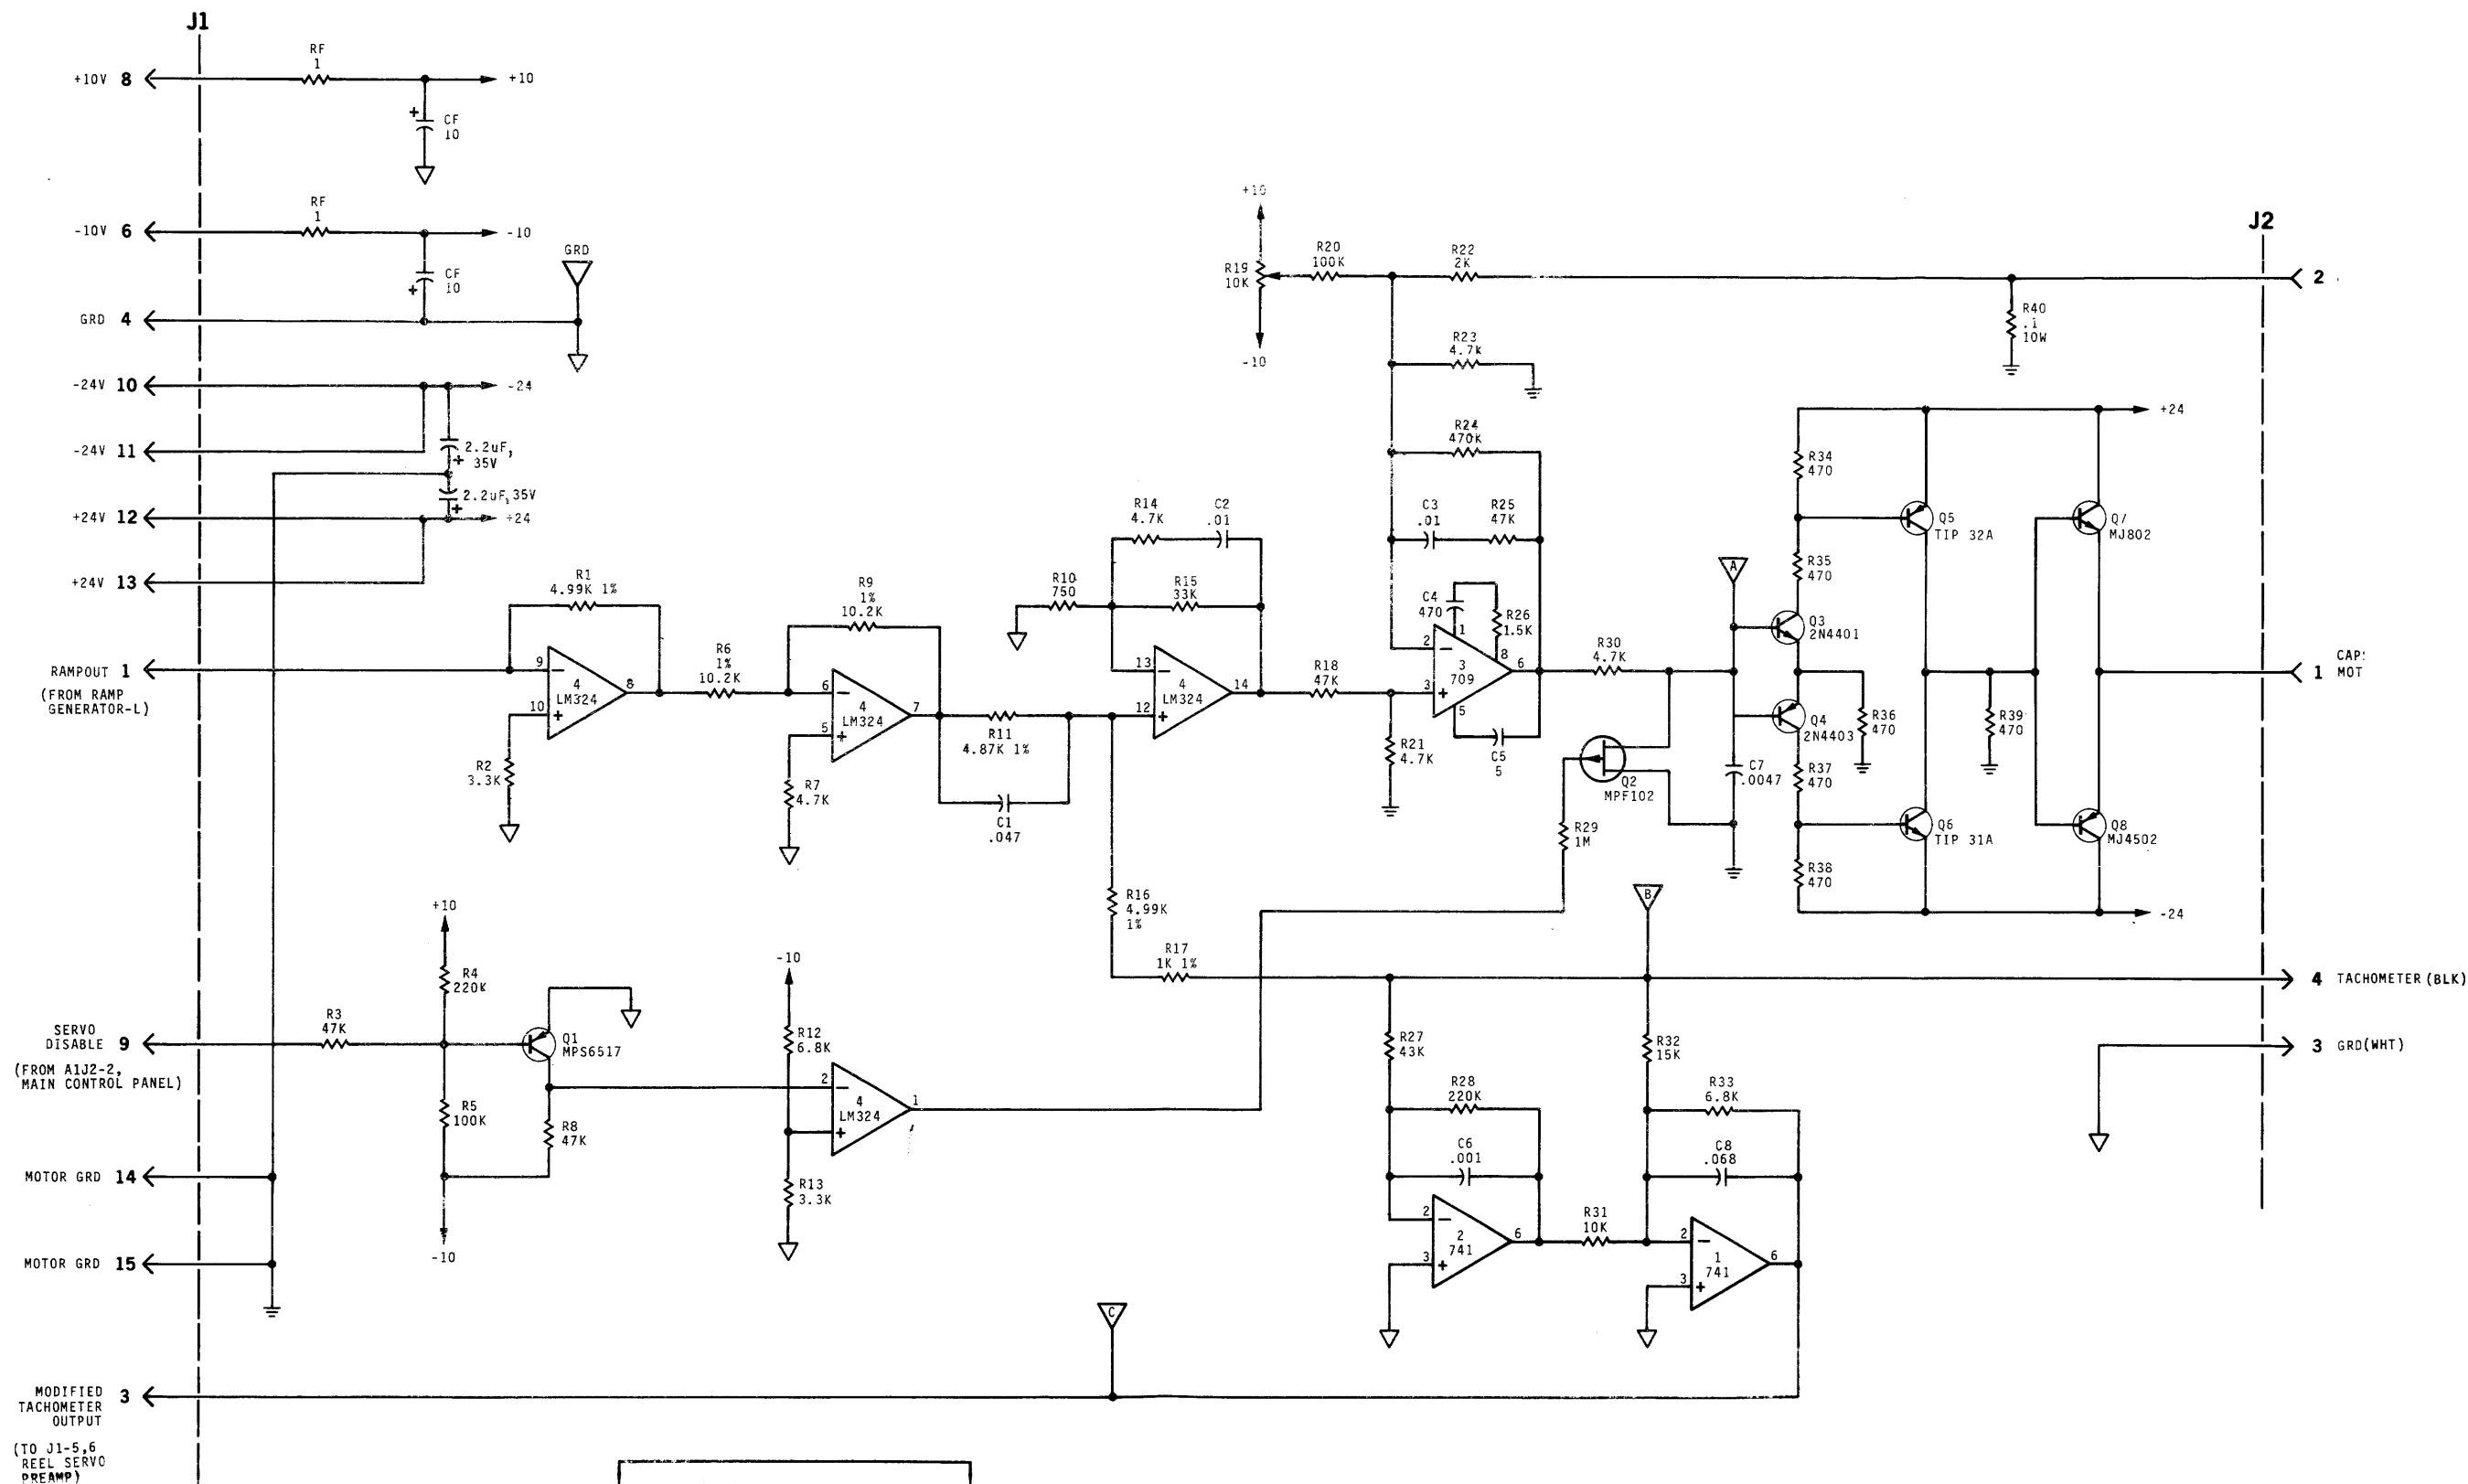 J1
RF
1
+10V 8
+10
CF
10
RF
1
-10V 6
-10
GRD
CF
10
GRD 4
-24V 10
-24
-24V 11
2.2uF,
35V
2.2uF,35V
+24V 12
+24
+24V 13
R1
4.99K 1%
R9
1%
10.2K
R6
1%
10.2K
RAMPOUT 1
(FROM RAMP
GENERATOR-L)
9
10
8
4
LM324
R2
3.3K
6
5
7
4
LM324
R7
4.7K
R11
4.87K 1%
C1
.047
R10
750
R14
4.7K
C2
.01
R15
33K
13
12
14
4
LM324
R16
4.99K
1%
R17
1K 1%
R18
47K
R21
4.7K
+10
R19
10K
-10
R20
100K
R22
2K
R23
4.7K
R24
470K
C3
.01
R25
47K
C4
470
R26
1.5K
1
2
8
3
709
6
3
5
C5
5
R30
4.7K
Q2
MPF102
R29
1M
A
C7
.0047
Q3
2N4401
Q4
2N4403
R34
470
R35
470
R36
470
R37
470
R38
470
Q5
TIP 32A
Q6
TIP 31A
R39
470
Q7
MJ802
Q8
MJ4502
+24
-24
R40
.1
10W
J2
2
1
MOT
4 TACHOMETER (BLK)
3 GRD(WHT)
+10
R4
220K
R3
47K
SERVO
DISABLE 9
(FROM A1J2-2,
MAIN CONTROL PANEL)
Q1
MPS6517
R5
100K
R8
47K
-10
-10
R12
6.8K
R13
3.3K
2
1
4
LM324
B
R27
43K
R28
220K
C6
.001
2
3
6
2
741
R31
10K
R32
15K
R33
6.8K
C8
.068
2
3
6
1
741
MOTOR GRD 14
MOTOR GRD 15
C
MODIFIED
TACHOMETER 3
OUTPUT
(TO J1-5,6
REEL SERVO
PREAMP)